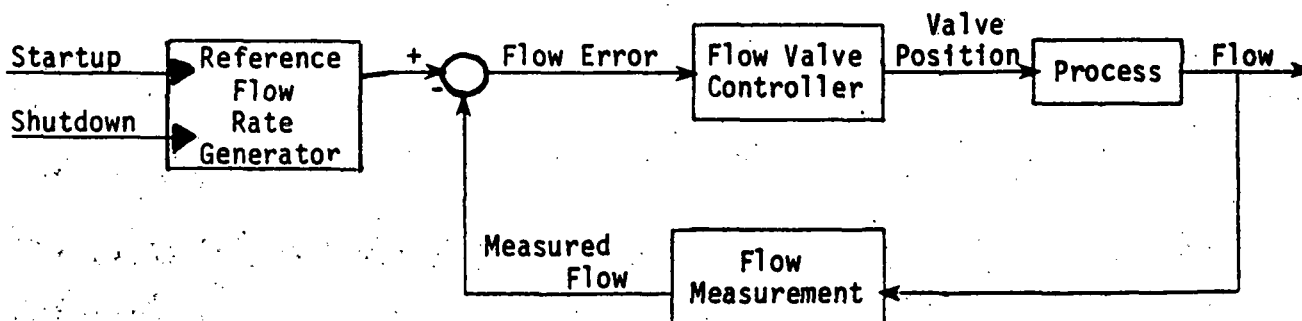 Startup
Shutdown
Reference
Flow
Rate
Generator
+
-
Flow Error
Flow Valve
Controller
Valve
Position
Process
Flow
Measured
Flow
Flow
Measurement